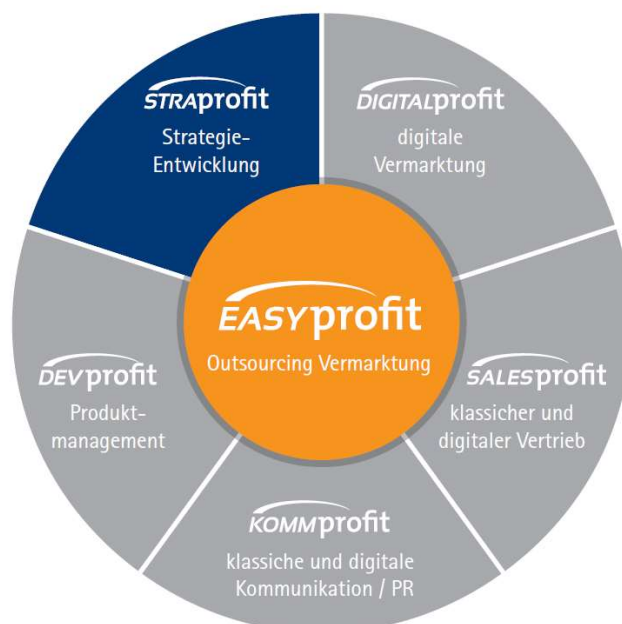 STRAprofit
Strategie-
Entwicklung
DIGITALprofit
digitale
Vermarktung
EASYprofit
Outsourcing Vermarktung
DEVprofit
Produkt-
management
SALESprofit
klassicher und
digitaler Vertrieb
KOMMprofit
klassiche und digitale
Kommunikation / PR